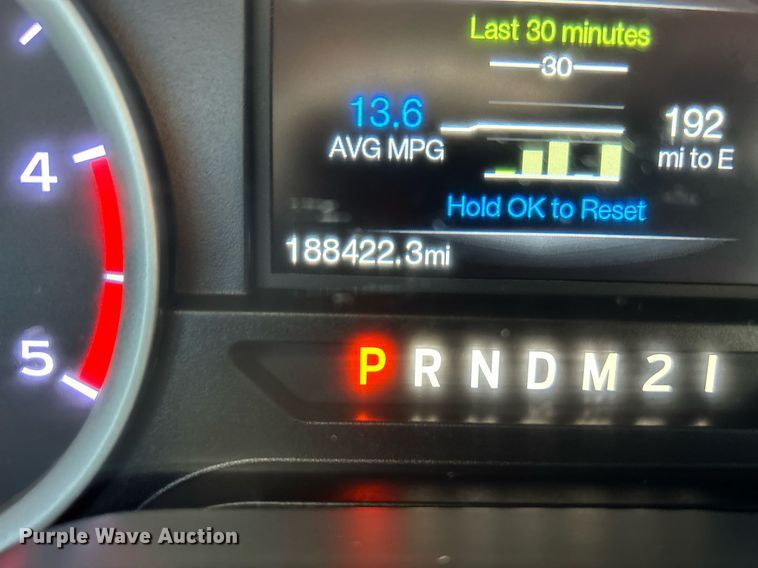 Last 30 minutes
30
13.6
AVG MPG
192
mi to E
Hold OK to Reset
188422.3mi
4
5
P R N D M 2 1
Purple Wave Auction®